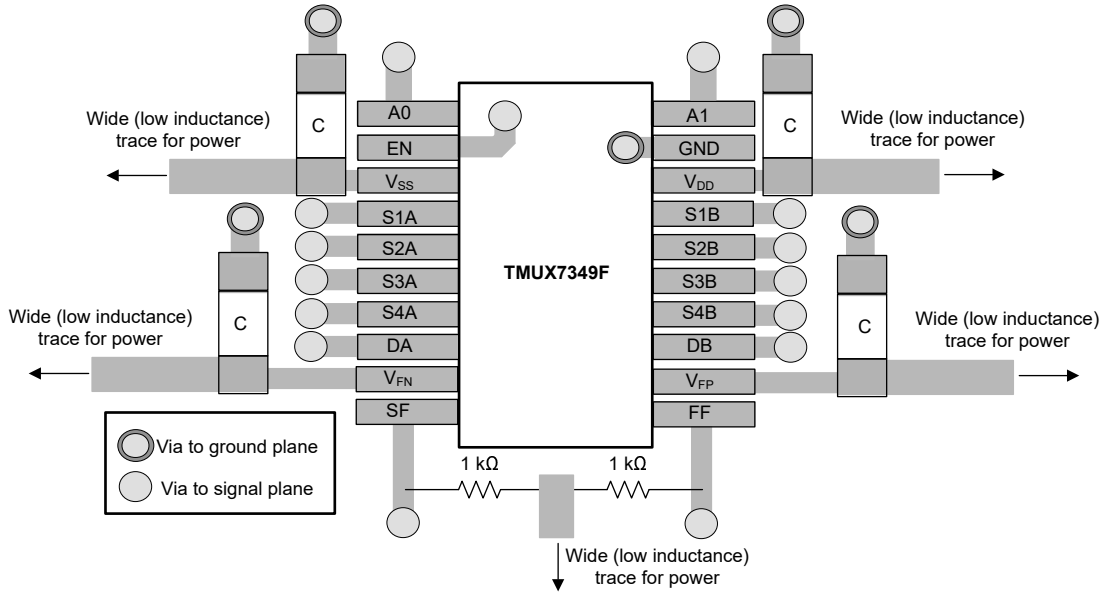 Wide (low inductance)
trace for power
C
A0
EN
VSS
S1A
S2A
S3A
S4A
DA
VFN
SF
TMUX7349F
A1
GND
VDD
S1B
S2B
S3B
S4B
DB
VFP
FF
C
Wide (low inductance)
trace for power
Wide (low inductance)
trace for power
C
C
Wide (low inductance)
trace for power
Via to ground plane
Via to signal plane
1 kΩ
1 kΩ
Wide (low inductance)
trace for power